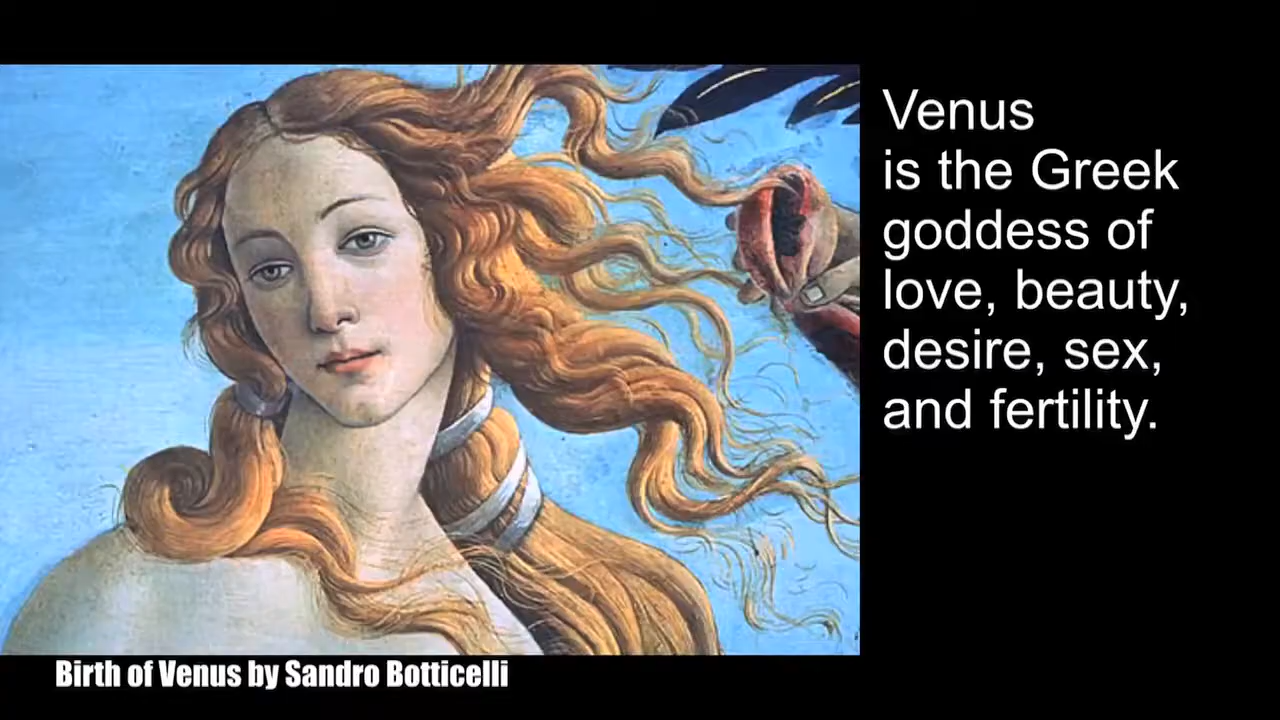 Venus
is the Greek
goddess of
love, beauty,
desire, sex,
and fertility.
Birth of Venus by Sandro Botticelli